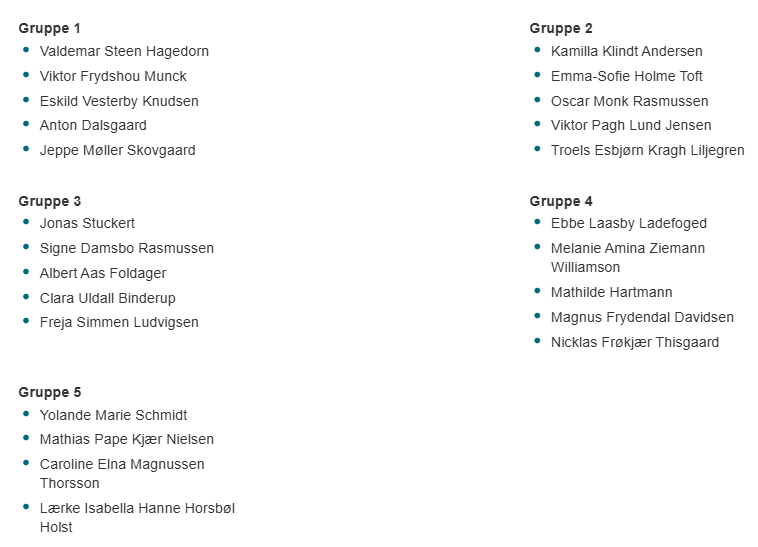 Gruppe 1
Valdemar Steen Hagedorn
Viktor Frydshou Munck
Eskild Vesterby Knudsen
Anton Dalsgaard
Jeppe Møller Skovgaard
Gruppe 2
Kamilla Klindt Andersen
Emma-Sofie Holme Toft
Oscar Monk Rasmussen
Viktor Pagh Lund Jensen
Troels Esbjørn Kragh Liljegren
Gruppe 3
Jonas Stuckert
Signe Damsbo Rasmussen
Albert Aas Foldager
Clara Uldall Binderup
Freja Simmen Ludvigsen
Gruppe 4
Ebbe Laasby Ladefoged
Melanie Amina Ziemann
Williamson
Mathilde Hartmann
Magnus Frydendal Davidsen
Nicklas Frøkjær Thisgaard
Gruppe 5
Yolande Marie Schmidt
Mathias Pape Kjær Nielsen
Caroline Elna Magnussen
Thorsson
Lærke Isabella Hanne Horsbøl
Holst